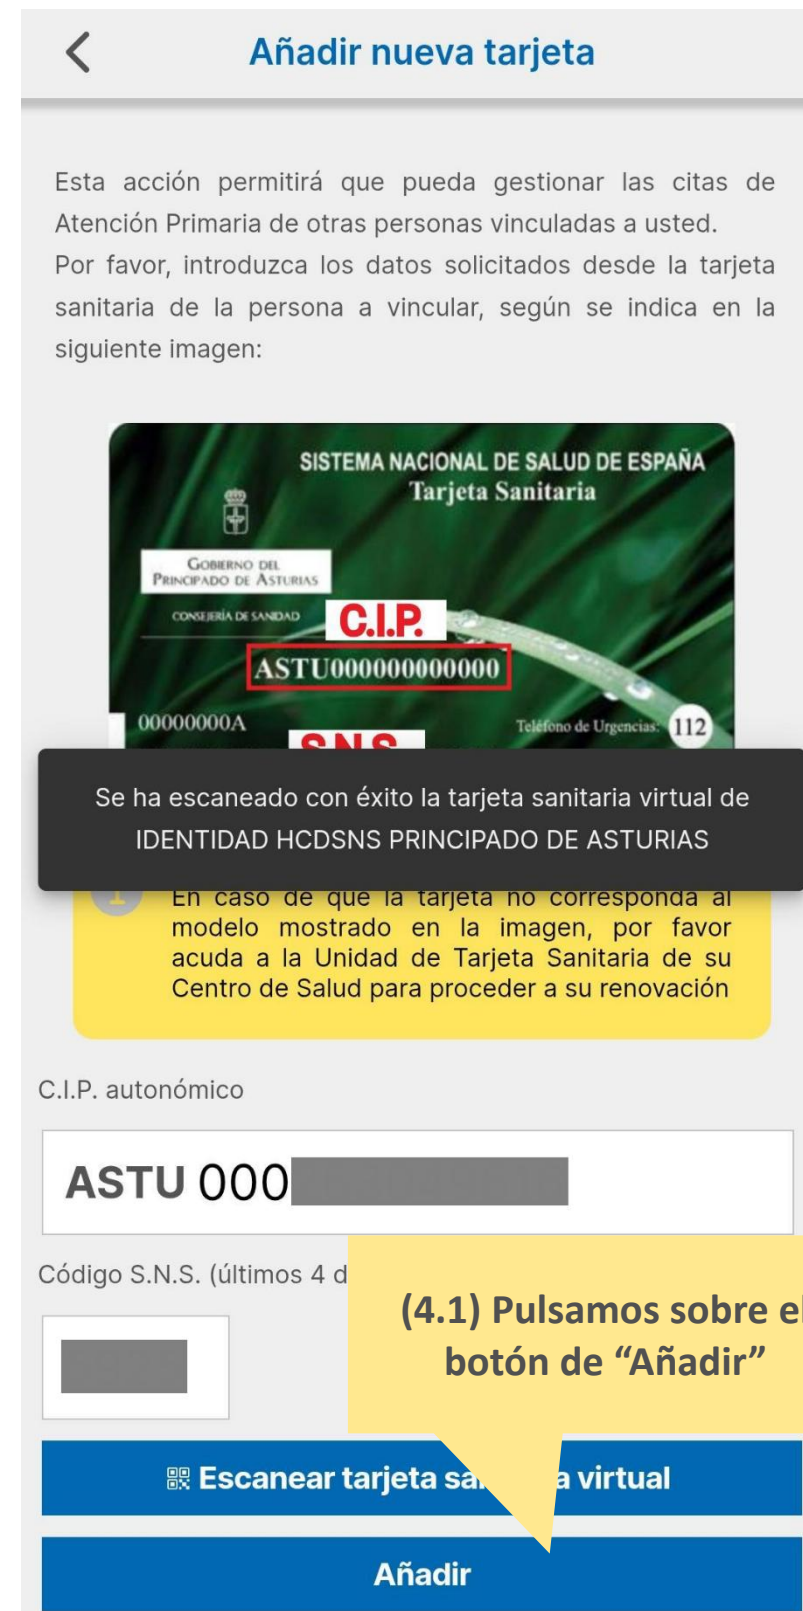 Añadir nueva tarjeta
Esta acción permitirá que pueda gestionar las citas de
Atención Primaria de otras personas vinculadas a usted.
Por favor, introduzca los datos solicitados desde la tarjeta
sanitaria de la persona a vincular, según se indica en la
siguiente imagen:
SISTEMA NACIONAL DE SALUD DE ESPAÑA
Tarjeta Sanitaria
GOBIERNO DEL
PRINCIPADO DE ASTURIAS
CONSEJERÍA DE SANIDAD
C.I.P.
ASTU000000000000
00000000A
Teléfono de Urgencias: 112
S.N.S.
Se ha escaneado con éxito la tarjeta sanitaria virtual de
IDENTIDAD HCDSNS PRINCIPADO DE ASTURIAS
En caso de que la tarjeta no corresponda al
modelo mostrado en la imagen, por favor
acuda a la Unidad de Tarjeta Sanitaria de su
Centro de Salud para proceder a su renovación
C.I.P. autonómico
ASTU 000
Código S.N.S. (últimos 4 d
(4.1) Pulsamos sobre el
botón de “Añadir”
Escanear tarjeta sa a virtual
Añadir